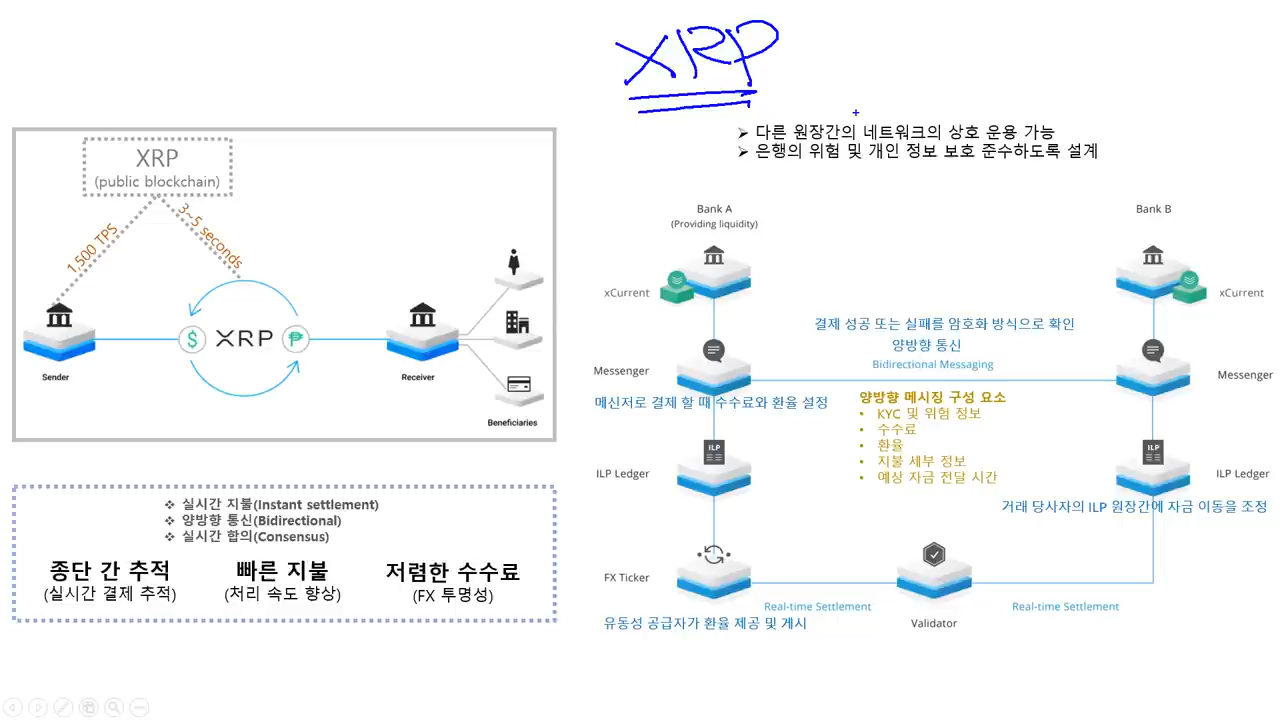 XRP
➢ 다른 원장간의 네트워크의 상호 운용 가능
➢ 은행의 위험 및 개인 정보 보호 준수하도록 설계
XRP
(public blockchain)
1,500 TPS
3~5 seconds
$ XRP ₱
Sender
Receiver
Beneficiaries
❖ 실시간 지불(Instant settlement)
❖ 양방향 통신(Bidirectional)
❖ 실시간 합의(Consensus)
종단 간 추적
(실시간 결제 추적)
빠른 지불
(처리 속도 향상)
저렴한 수수료
(FX 투명성)
Bank A
(Providing liquidity)
Bank B
xCurrent
xCurrent
결제 성공 또는 실패를 암호화 방식으로 확인
양방향 통신
Bidirectional Messaging
Messenger
Messenger
메신저로 결제 할 때 수수료와 환율 설정
양방향 메시징 구성 요소
• KYC 및 위험 정보
• 수수료
• 환율
• 지불 세부 정보
• 예상 자금 전달 시간
ILP
ILP
ILP Ledger
ILP Ledger
거래 당사자의 ILP 원장간에 자금 이동을 조정
FX Ticker
Real-time Settlement
Real-time Settlement
유동성 공급자가 환율 제공 및 게시
Validator